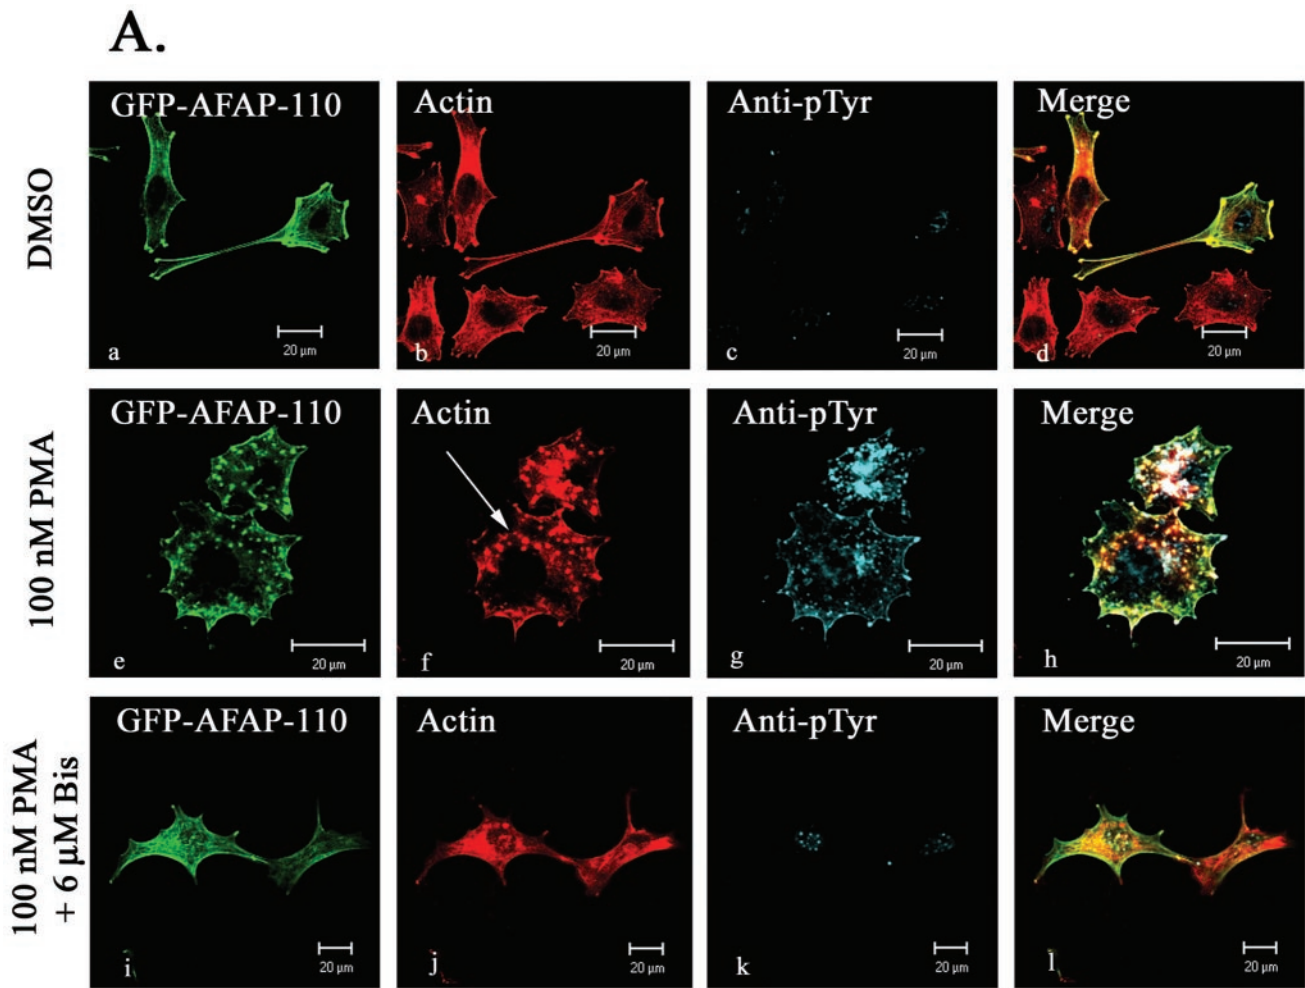 A.
DMSO
GFP-AFAP-110
Actin
Anti-pTyr
Merge
20 µm
20 µm
20 µm
20 µm
a
b
c
d
100 nM PMA
GFP-AFAP-110
Actin
Anti-pTyr
Merge
20 µm
20 µm
20 µm
20 µm
e
f
g
h
100 nM PMA
+ 6 µM Bis
GFP-AFAP-110
Actin
Anti-pTyr
Merge
20 µm
20 µm
20 µm
20 µm
i
j
k
l